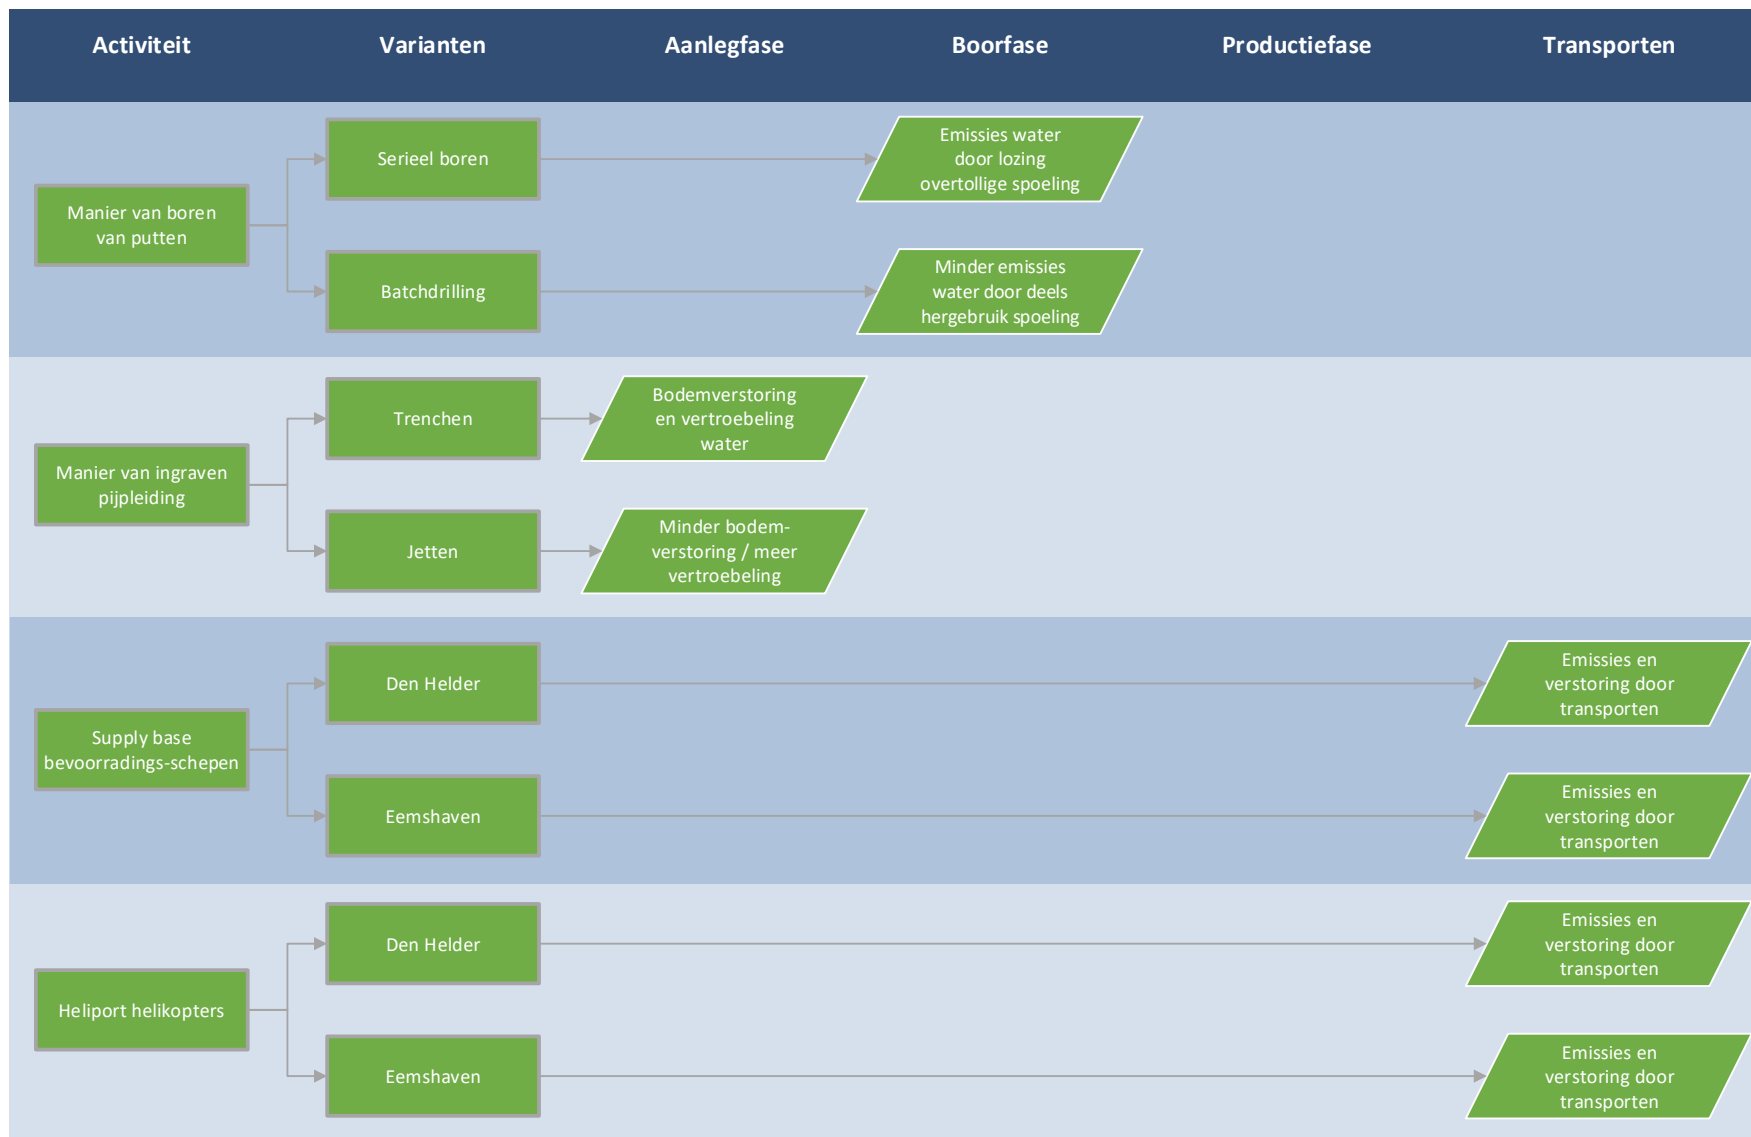 Activiteit
Varianten
Aanlegfase
Boorfase
Productiefase
Transporten
Manier van boren
van putten
Serieel boren
Emissies water
door lozing
overtollige spoeling
Batchdrilling
Minder emissies
water door deels
hergebruik spoeling
Manier van ingraven
pijpleiding
Trenchen
Bodemverstoring
en vertroebeling
water
Jetten
Minder bodem-
verstoring / meer
vertroebeling
Supply base
bevoorradings-schepen
Den Helder
Emissies en
verstoring door
transporten
Eemshaven
Emissies en
verstoring door
transporten
Heliport helikopters
Den Helder
Emissies en
verstoring door
transporten
Eemshaven
Emissies en
verstoring door
transporten